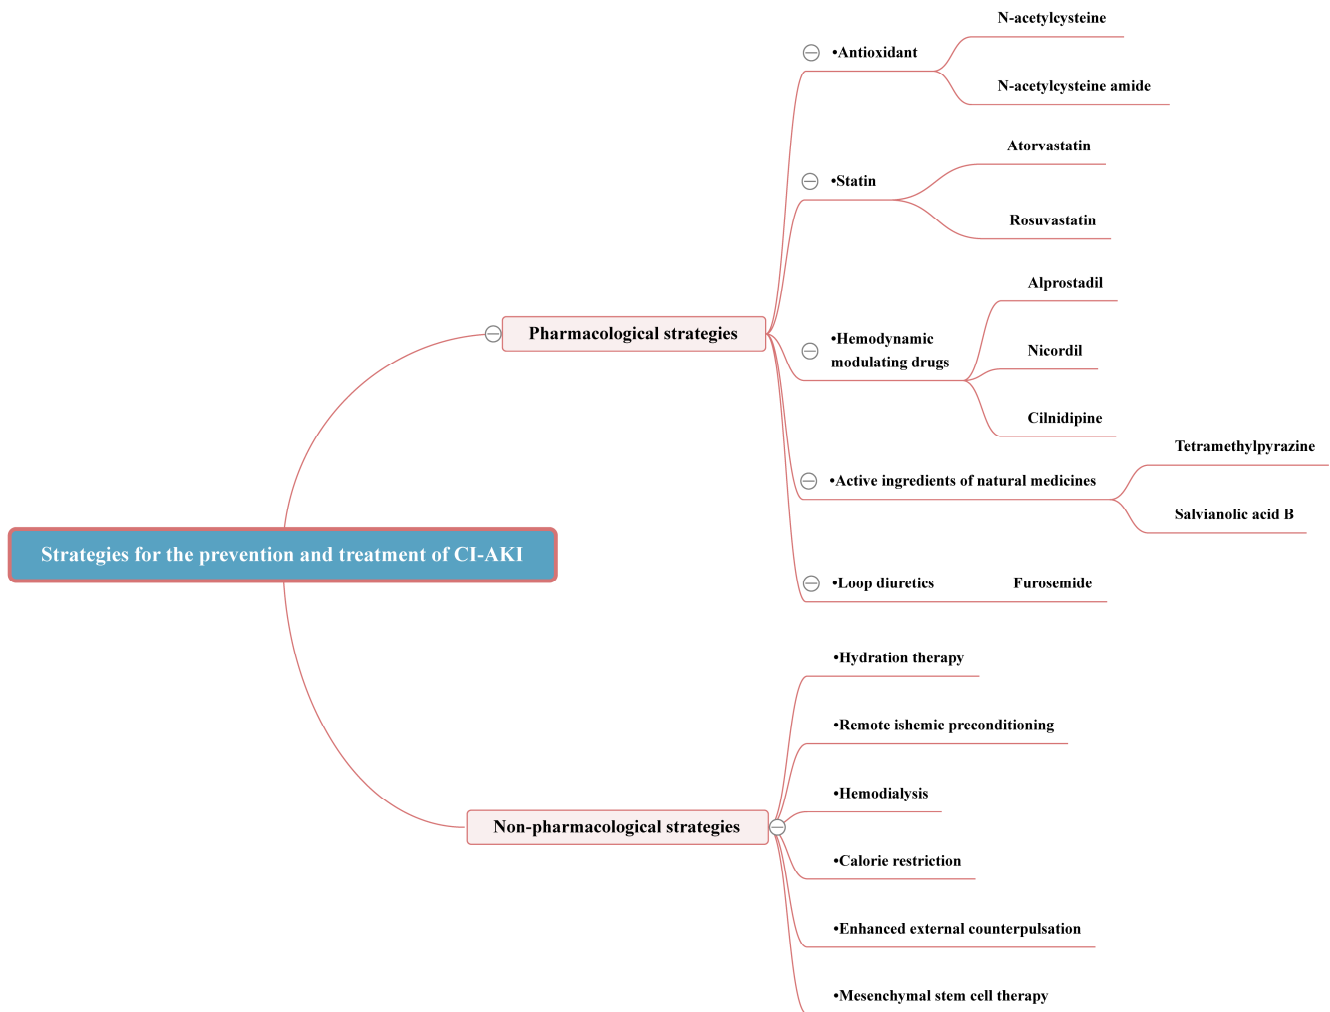 Strategies for the prevention and treatment of CI-AKI
Pharmacological strategies
•Antioxidant
N-acetylcysteine
N-acetylcysteine amide
•Statin
Atorvastatin
Rosuvastatin
•Hemodynamic
modulating drugs
Alprostadil
Nicordil
Cilnidipine
•Active ingredients of natural medicines
Tetramethylpyrazine
Salvianolic acid B
•Loop diuretics
Furosemide
Non-pharmacological strategies
•Hydration therapy
•Remote ishemic preconditioning
•Hemodialysis
•Calorie restriction
•Enhanced external counterpulsation
•Mesenchymal stem cell therapy